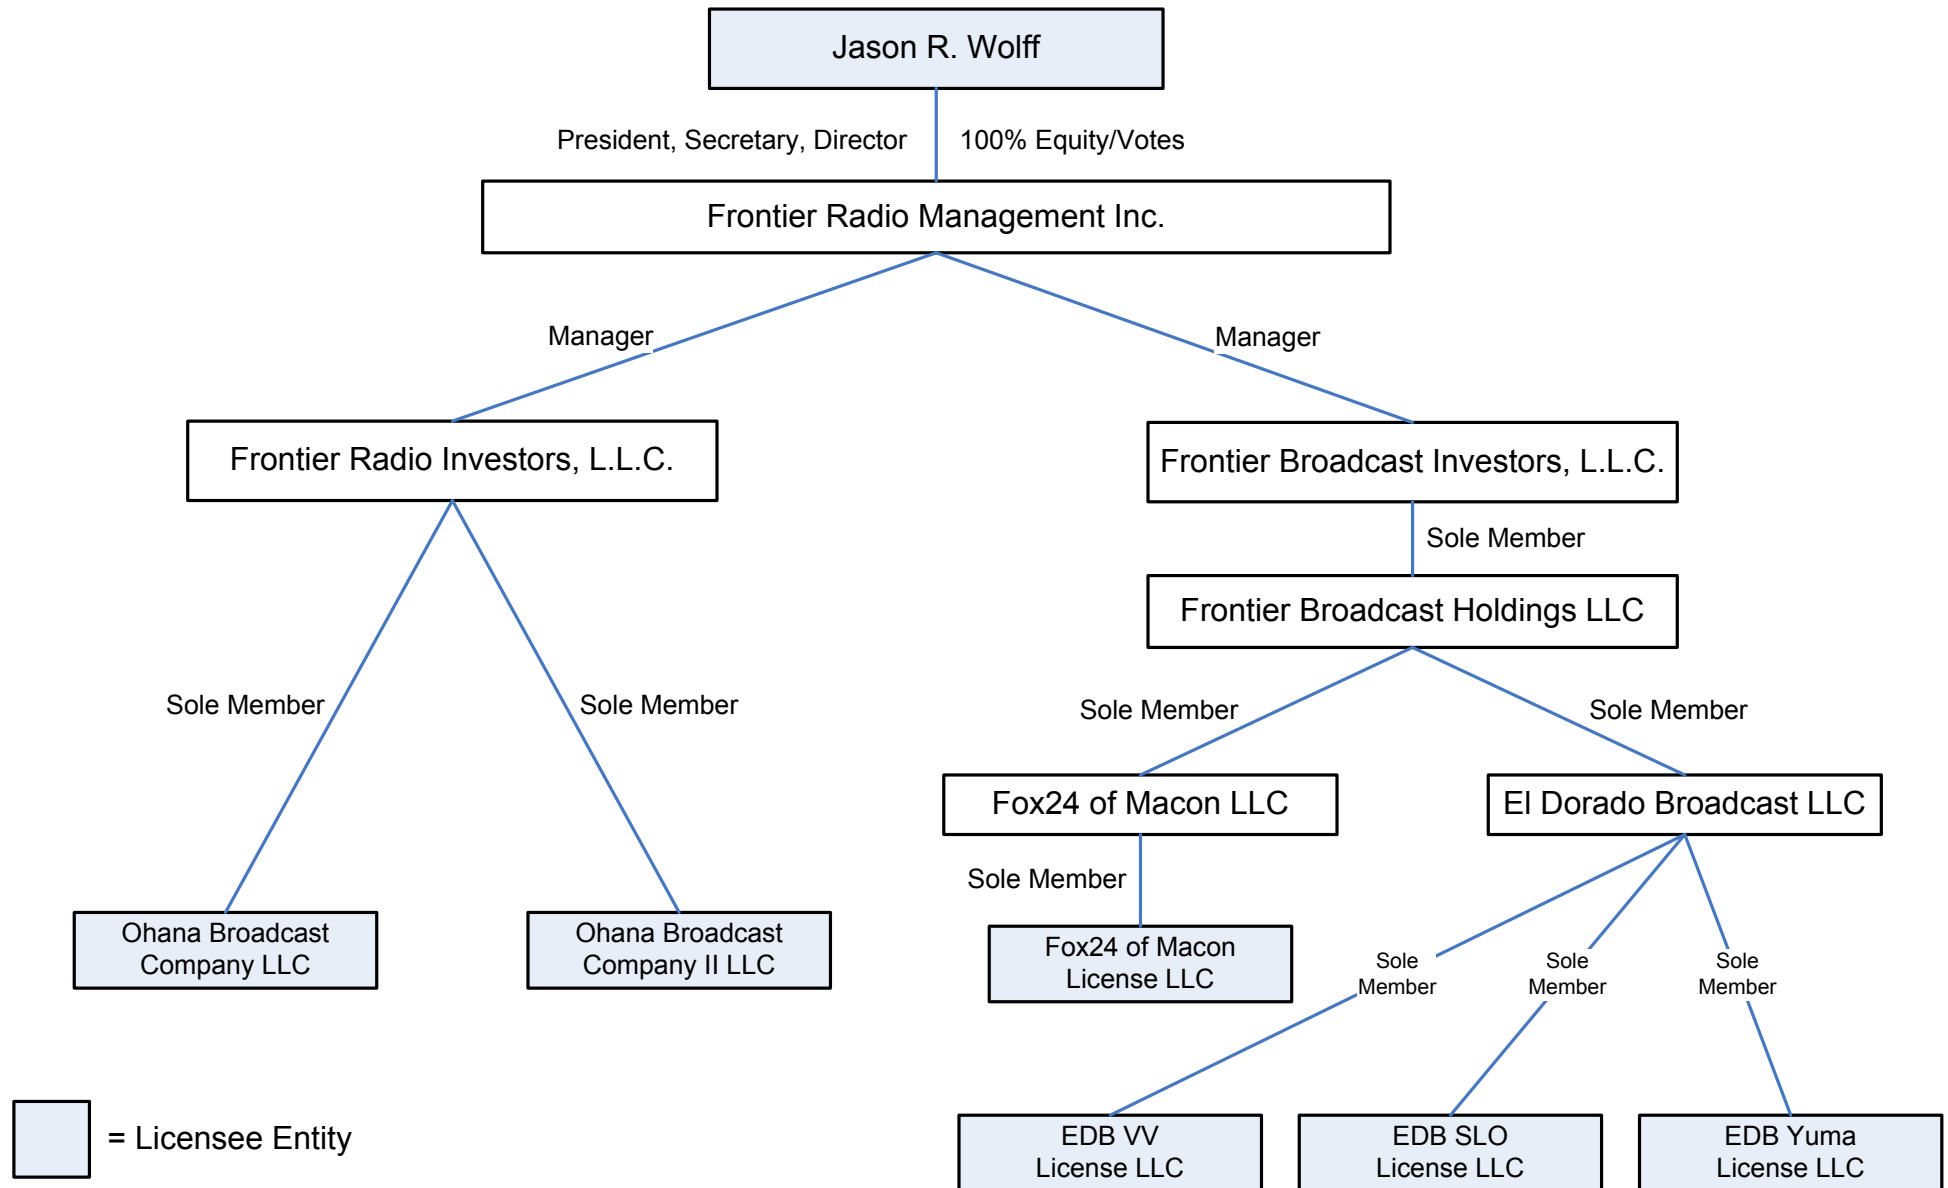 Jason R. Wolff
President, Secretary, Director
100% Equity/Votes
Frontier Radio Management Inc.
Manager
Manager
Frontier Radio Investors, L.L.C.
Frontier Broadcast Investors, L.L.C.
Sole Member
Frontier Broadcast Holdings LLC
Sole Member
Sole Member
Sole Member
Sole Member
Fox24 of Macon LLC
El Dorado Broadcast LLC
Sole Member
Ohana Broadcast
Company LLC
Ohana Broadcast
Company II LLC
Fox24 of Macon
License LLC
Sole
Member
Sole
Member
Sole
Member
= Licensee Entity
EDB VV
License LLC
EDB SLO
License LLC
EDB Yuma
License LLC